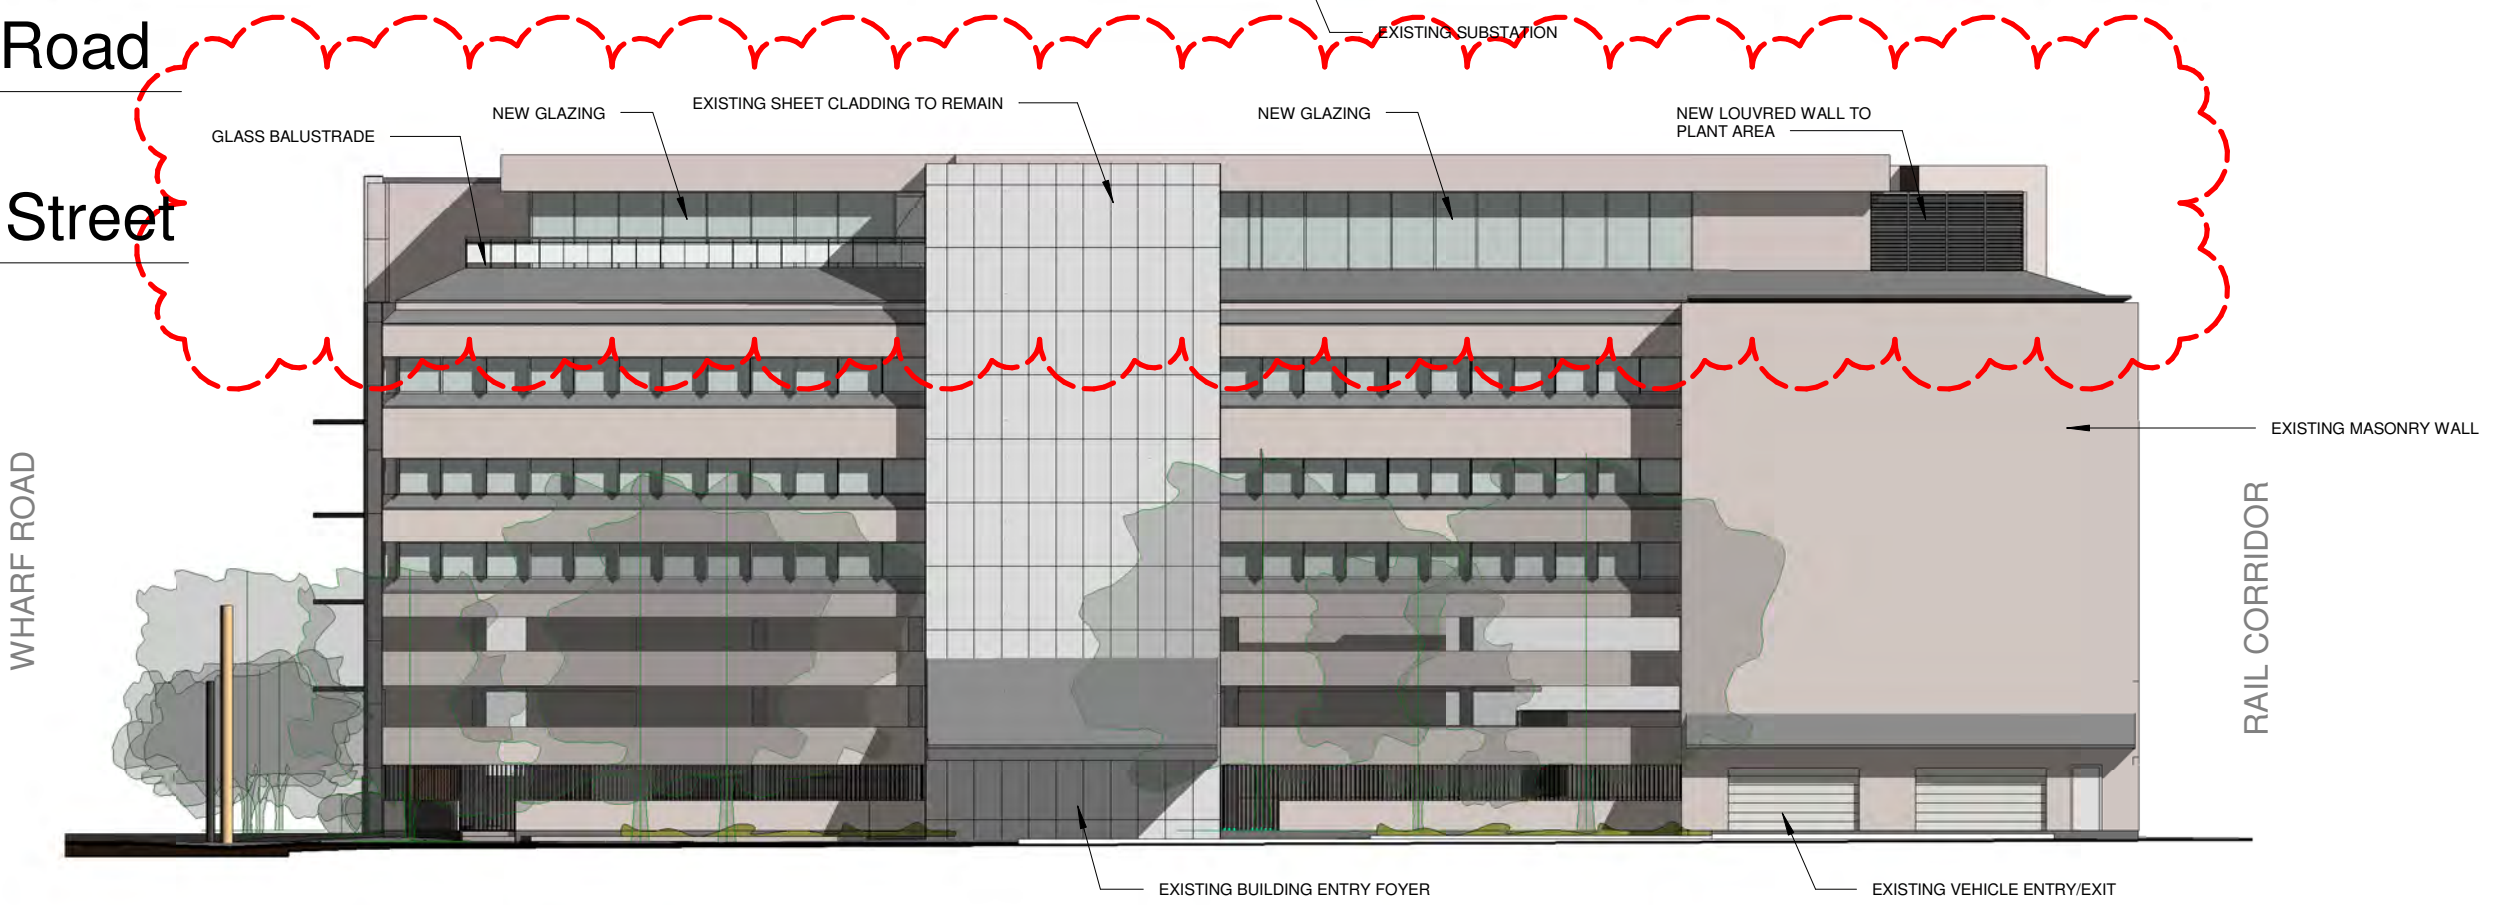 Road
EXISTING SUBSTATION
EXISTING SHEET CLADDING TO REMAIN
NEW GLAZING
NEW GLAZING
NEW LOUVRED WALL TO
PLANT AREA
GLASS BALUSTRADE
Street
EXISTING MASONRY WALL
WHARF ROAD
RAIL CORRIDOR
EXISTING BUILDING ENTRY FOYER
EXISTING VEHICLE ENTRY/EXIT